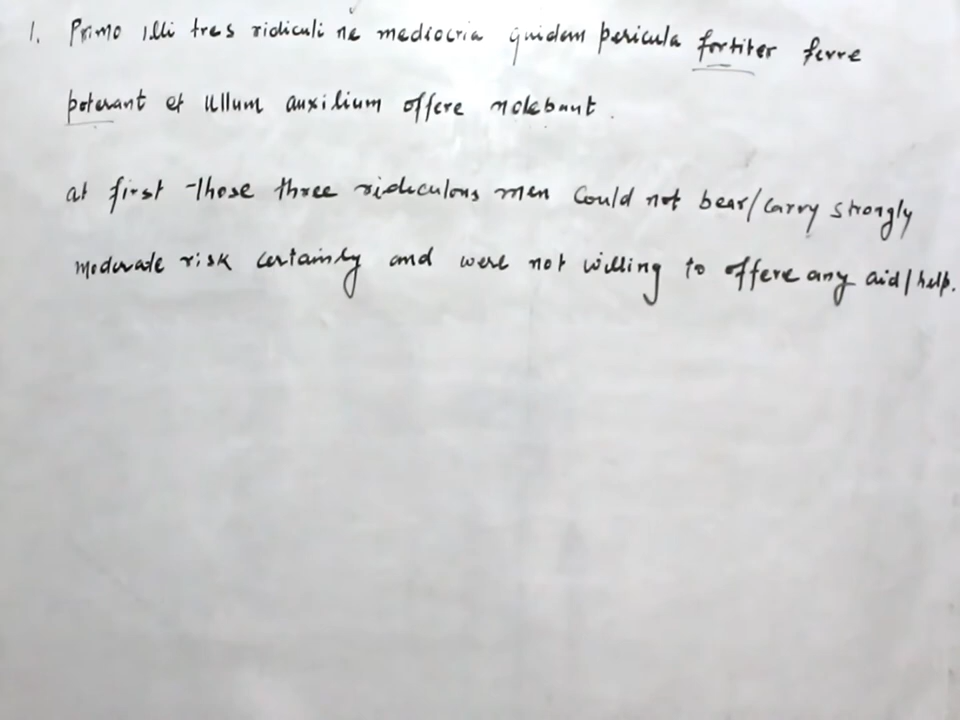 1. Primo illi tres ridiculi ne mediocria quidem pericula fortiter ferre
poterant et ullum auxilium offere nolebant.
at first those three ridiculous men could not bear/carry strongly
moderate risk certainly and were not willing to offere any aid/help.